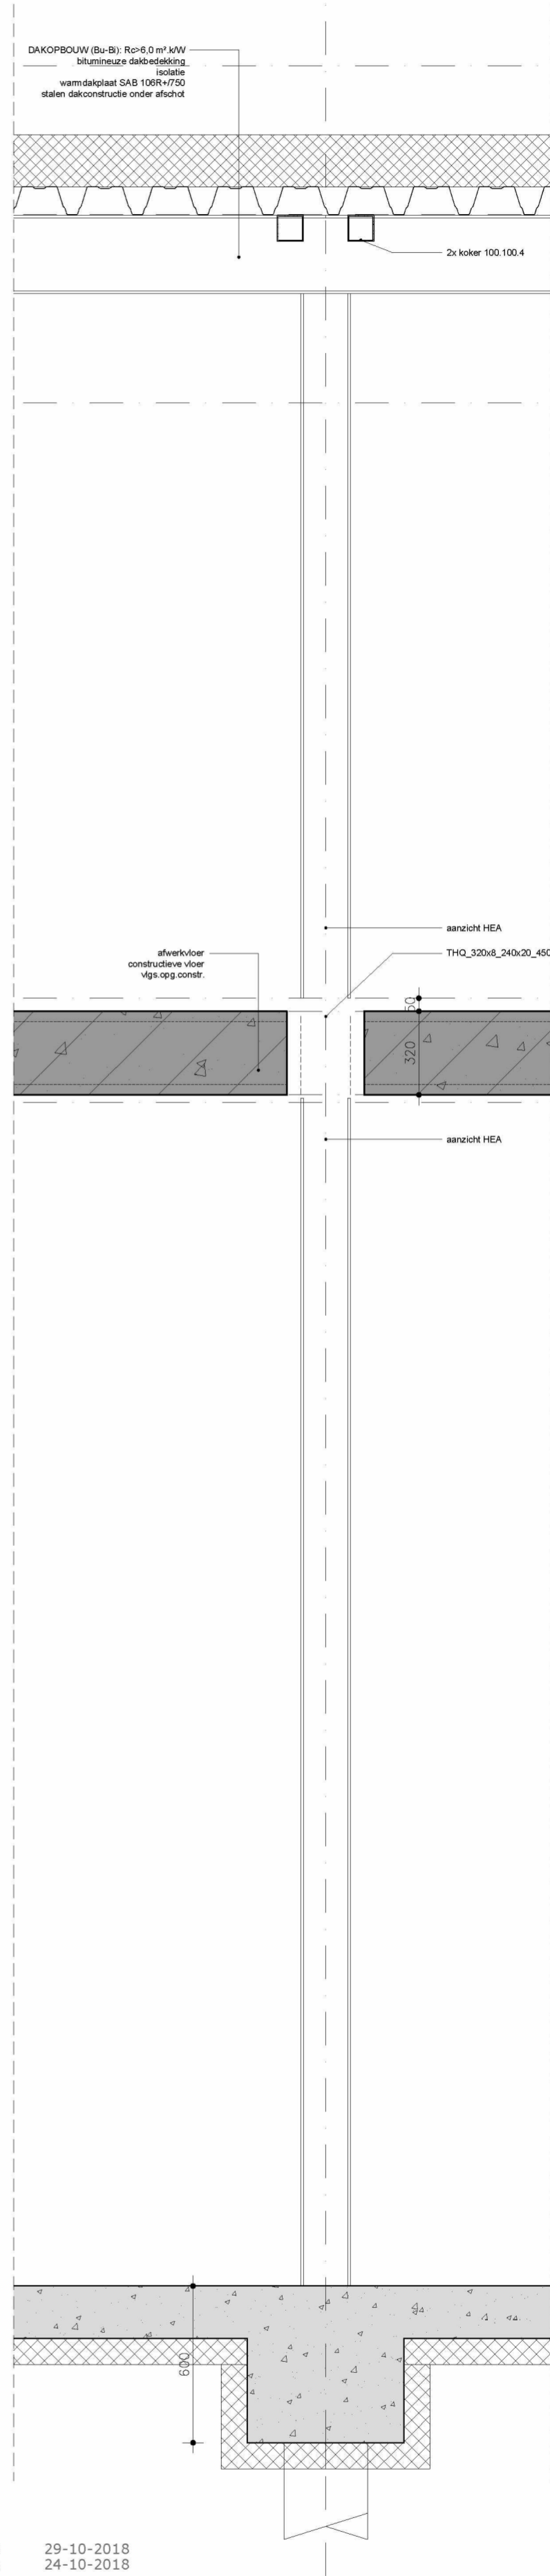 DAKOPBOUW (Bu-Bi): Rc>6,0 m².k/W
bitumineuze dakbedekking
isolatie
warmdakplaat SAB 106R+/750
stalen dakconstructie onder afschot
2x koker 100.100.4
aanzicht HEA
afwerkvloer
constructieve vloer
vlgs.opg.constr.
THQ_320x8_240x20_450
50
320
aanzicht HEA
600
29-10-2018
24-10-2018